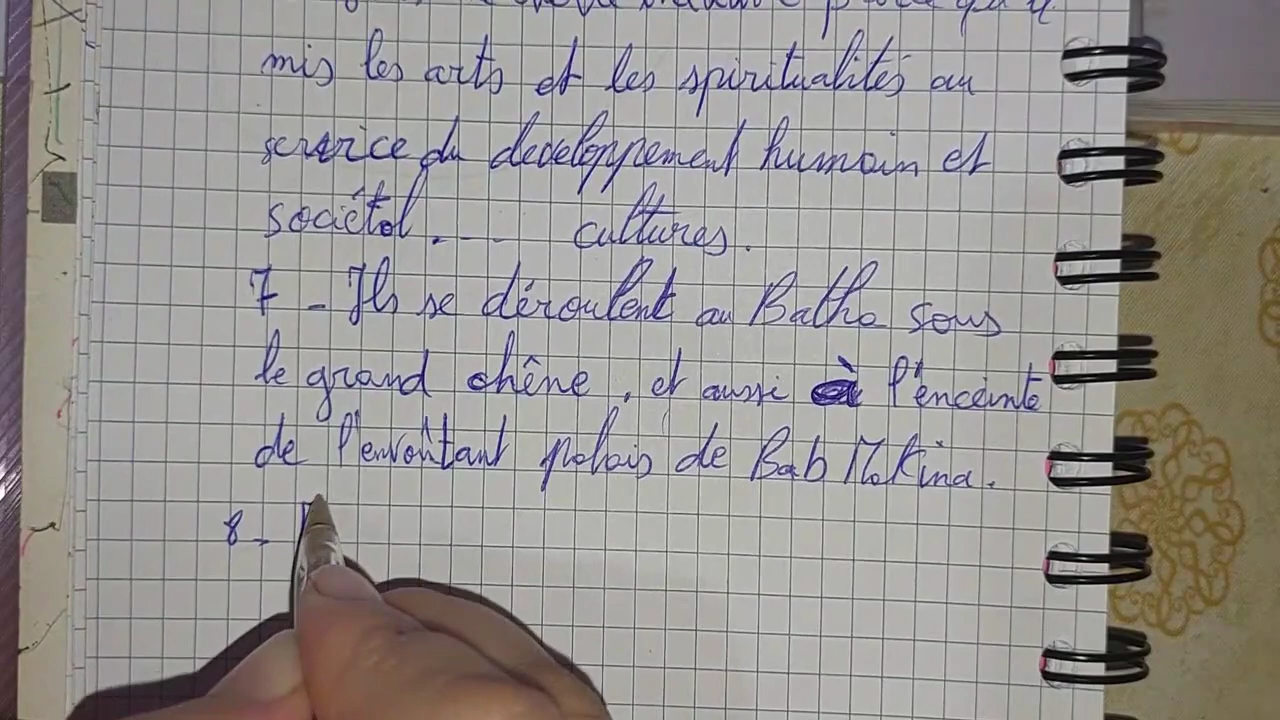 mis les arts et les spiritualités au
service du developpement humain et
sociétal. - - cultures.
7 - Ils se déroulent au Batha sous
le grand chêne, et aussi à l'enceinte
de l'envoûtant palais de Bab Makina.
8 -